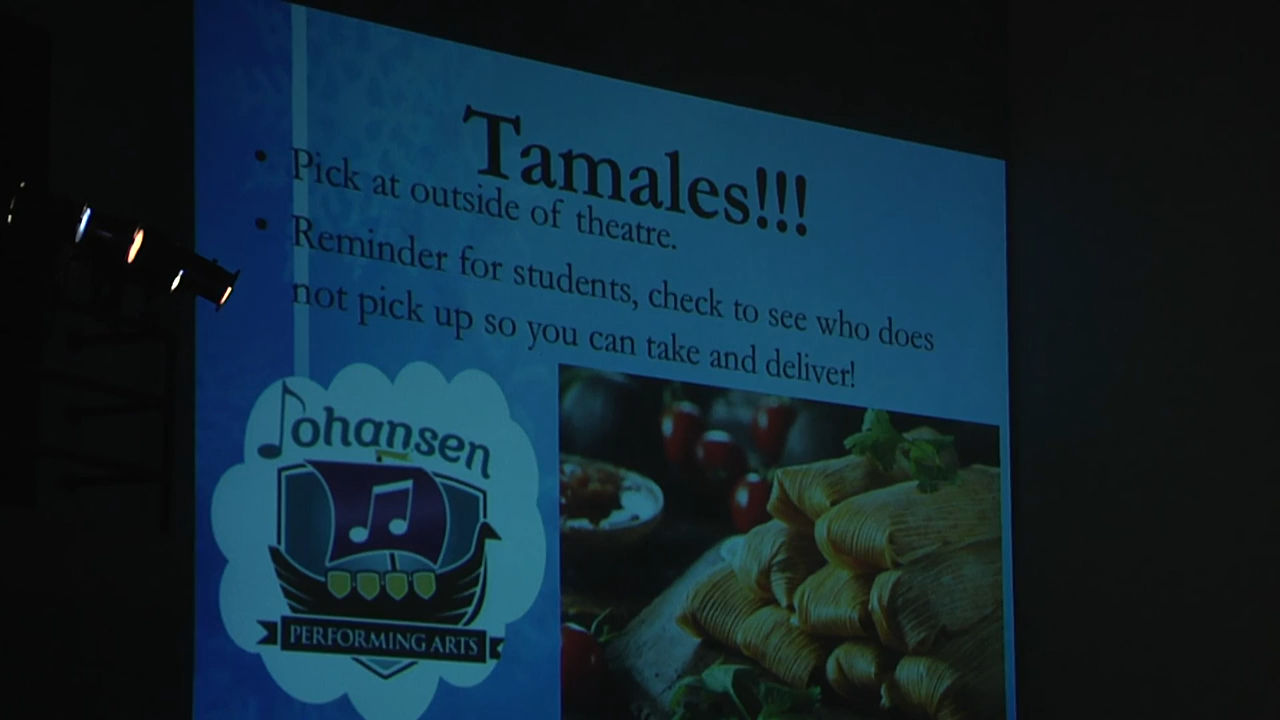 Tamales!!!
• Pick at outside of theatre.
• Reminder for students, check to see who does
not pick up so you can take and deliver!
Johansen
PERFORMING ARTS